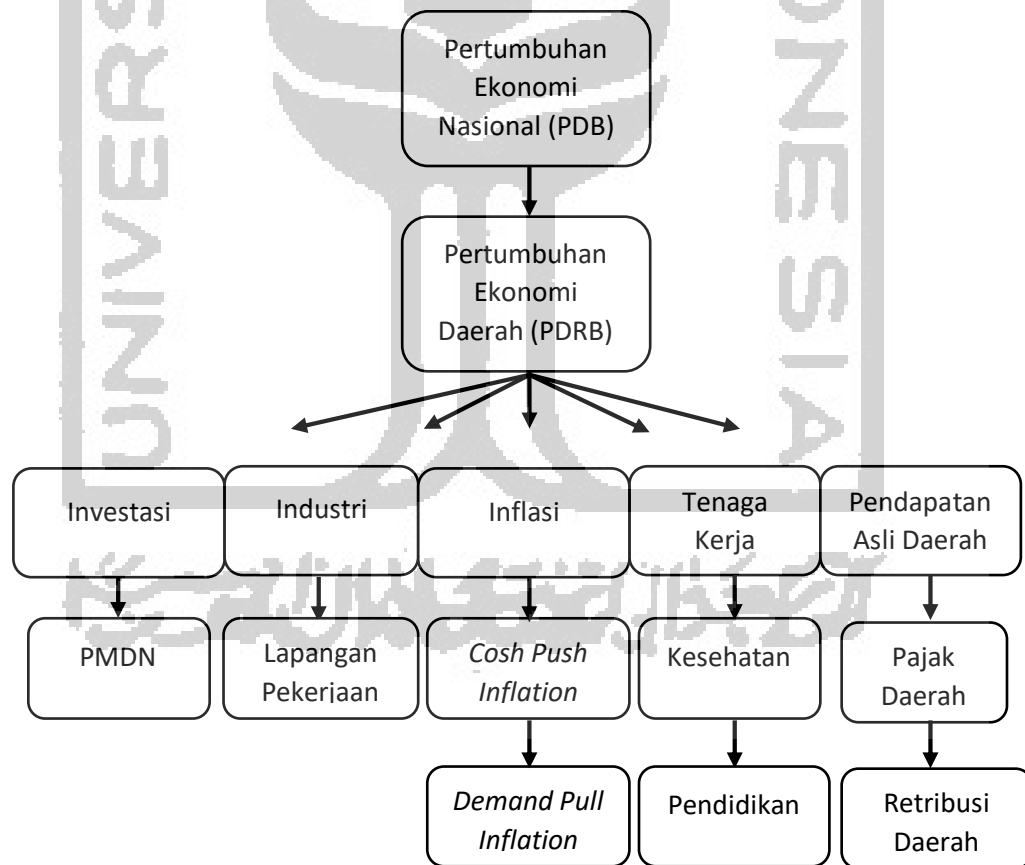 Pertumbuhan
Ekonomi
Nasional (PDB)
Pertumbuhan
Ekonomi
Daerah (PDRB)
Investasi
Industri
Inflasi
Tenaga
Kerja
Pendapatan
Asli Daerah
PMDN
Lapangan
Pekerjaan
Cosh Push
Inflation
Kesehatan
Pajak
Daerah
Demand Pull
Inflation
Pendidikan
Retribusi
Daerah